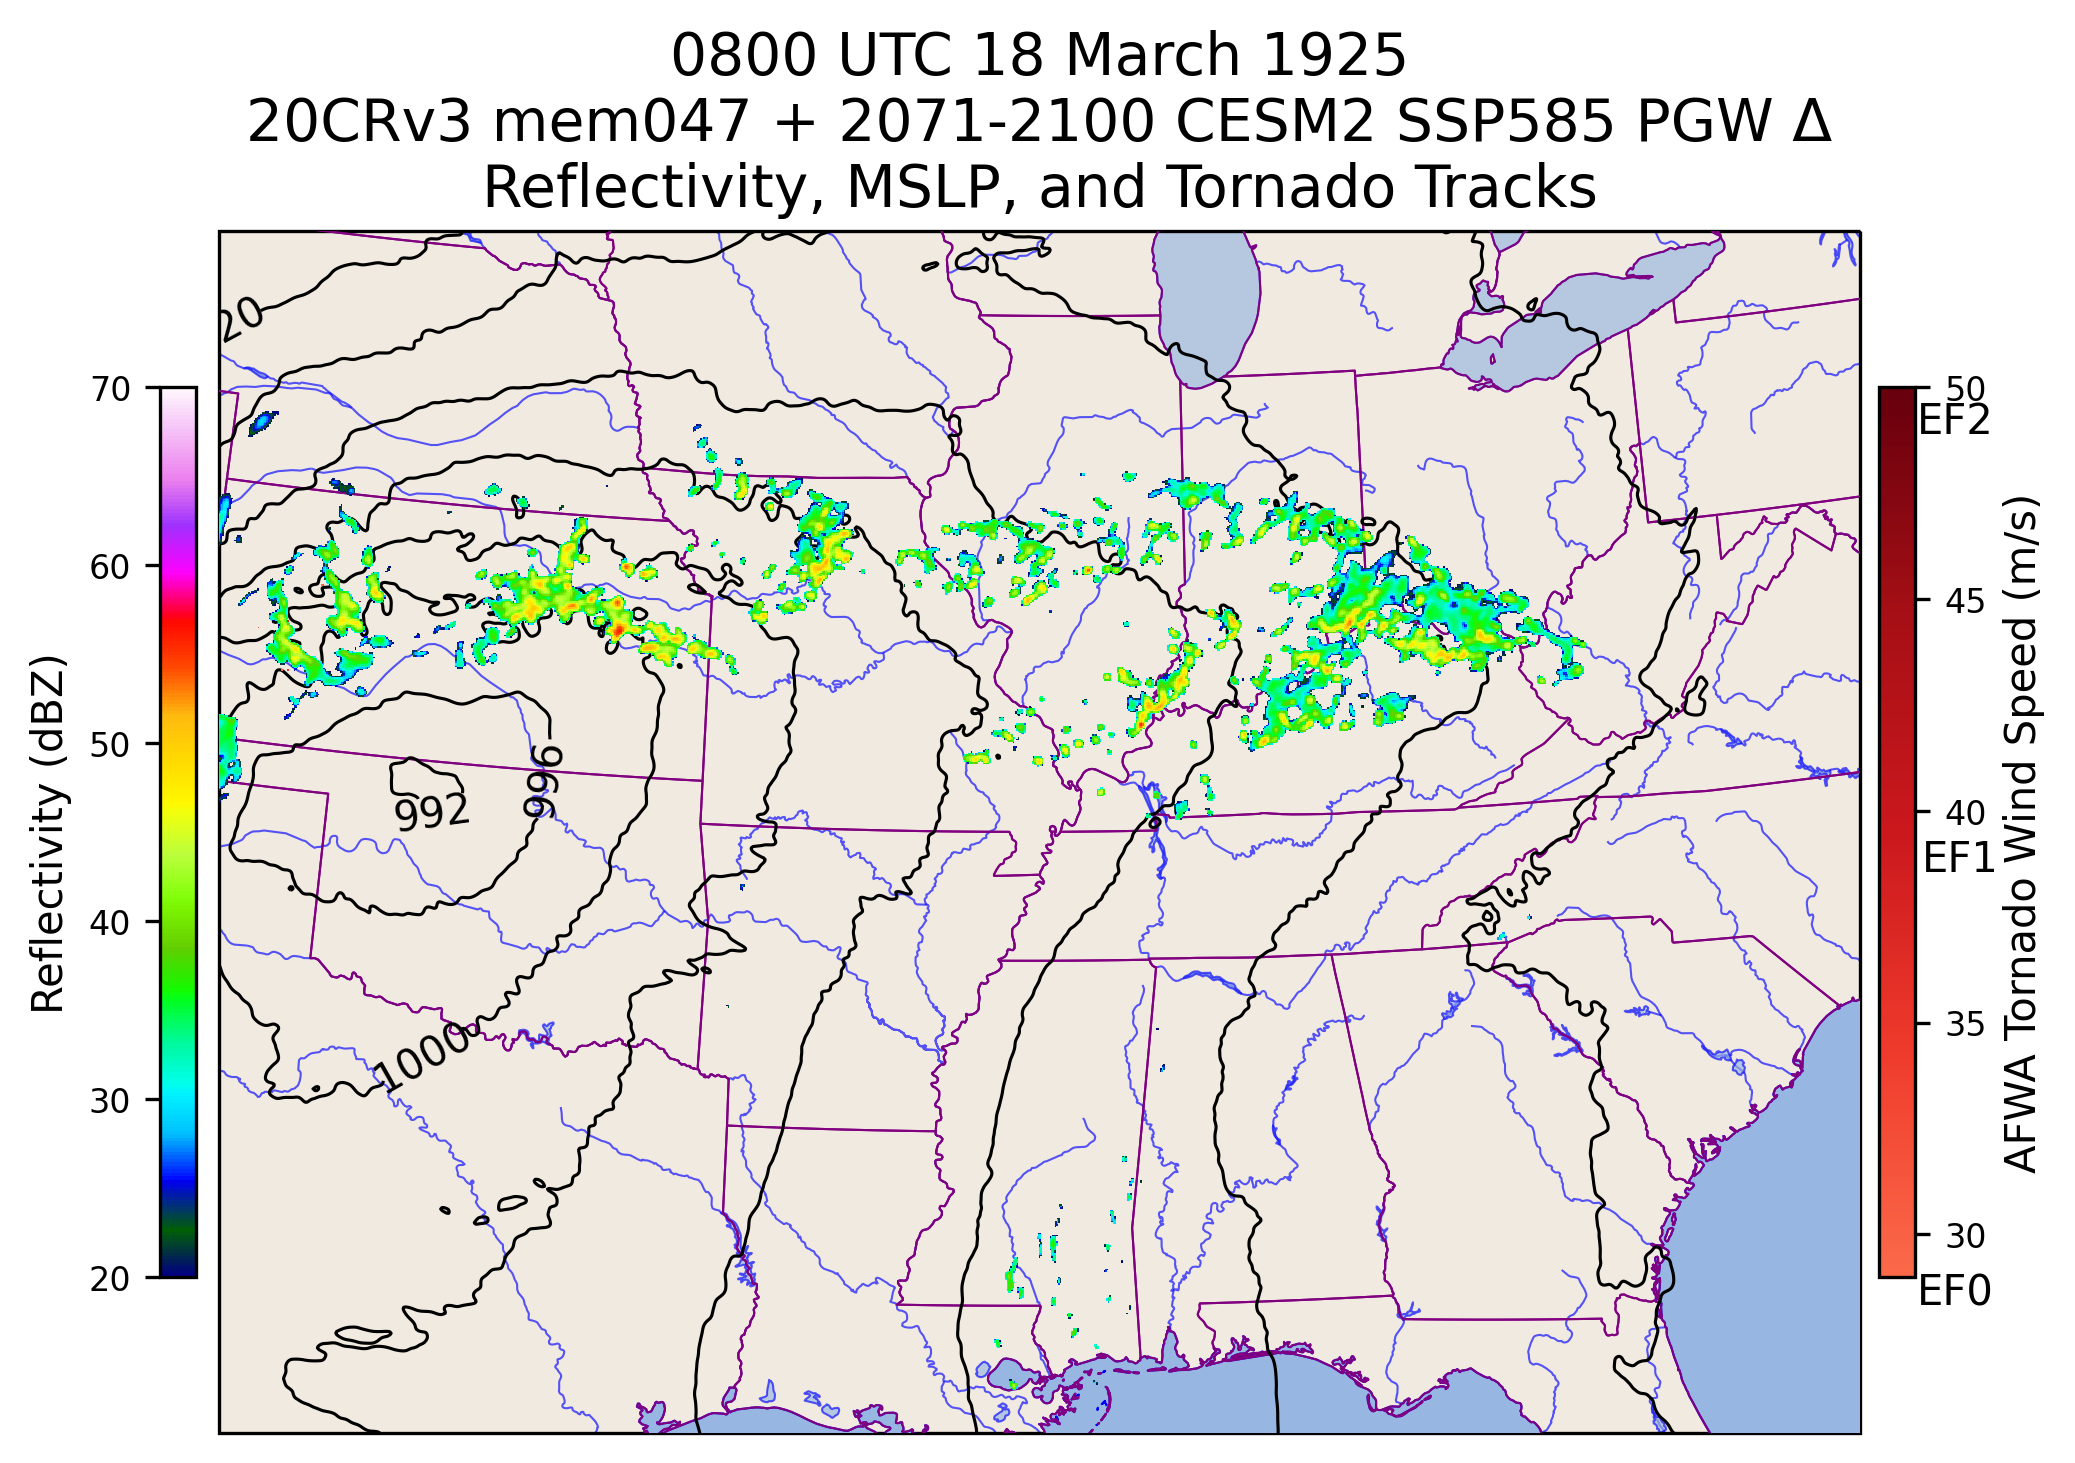 0800 UTC 18 March 1925
20CRv3 mem047 + 2071-2100 CESM2 SSP585 PGW Δ
Reflectivity, MSLP, and Tornado Tracks
20
996
992
1000
70
60
50
40
30
20
Reflectivity (dBZ)
50
EF2
45
40
EF1
35
30
EF0
AFWA Tornado Wind Speed (m/s)